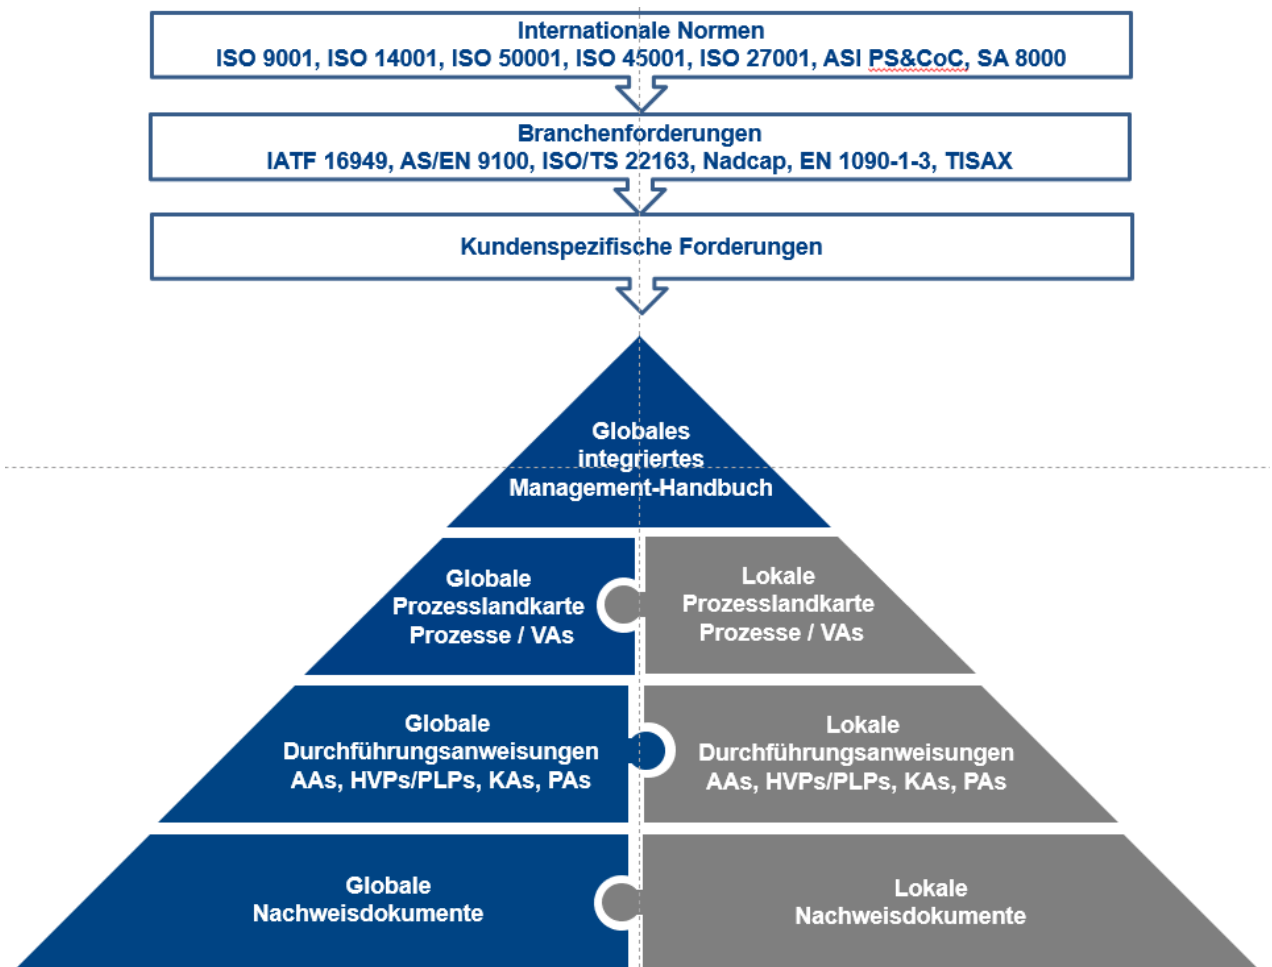 Internationale Normen
ISO 9001, ISO 14001, ISO 50001, ISO 45001, ISO 27001, ASI PS&CoC, SA 8000
Branchenforderungen
IATF 16949, AS/EN 9100, ISO/TS 22163, Nadcap, EN 1090-1-3, TISAX
Kundenspezifische Forderungen
Globales
integriertes
Management-Handbuch
Globale
Prozesslandkarte
Prozesse / VAs
Lokale
Prozesslandkarte
Prozesse / VAs
Globale
Durchführungsanweisungen
AAs, HVPs/PLPs, KAs, PAs
Lokale
Durchführungsanweisungen
AAs, HVPs/PLPs, KAs, PAs
Globale
Nachweisdokumente
Lokale
Nachweisdokumente